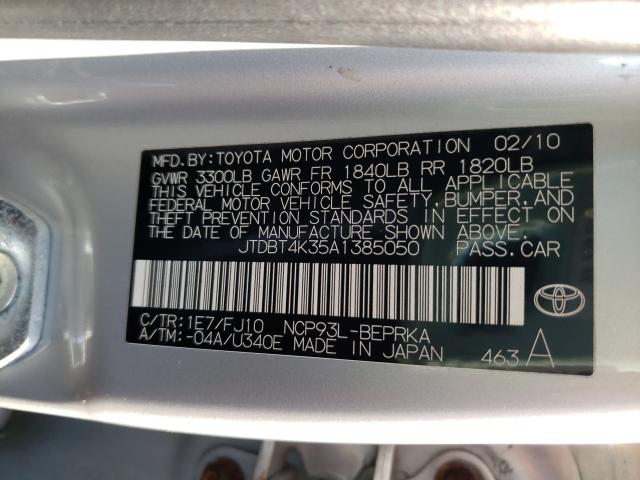 MFD. BY: TOYOTA MOTOR CORPORATION 02/10
GVWR 3300LB GAWR FR 1840LB RR 1820LB
THIS VEHICLE CONFORMS TO ALL APPLICABLE
FEDERAL MOTOR VEHICLE SAFETY, BUMPER, AND
THEFT PREVENTION STANDARDS IN EFFECT ON
THE DATE OF MANUFACTURE SHOWN ABOVE.
JTDBT4K35A1385050 PASS. CAR
C/TR: 1E7/FJ10 NCP93L-BEPRKA
A/TM: -04A/U340E MADE IN JAPAN 463 A